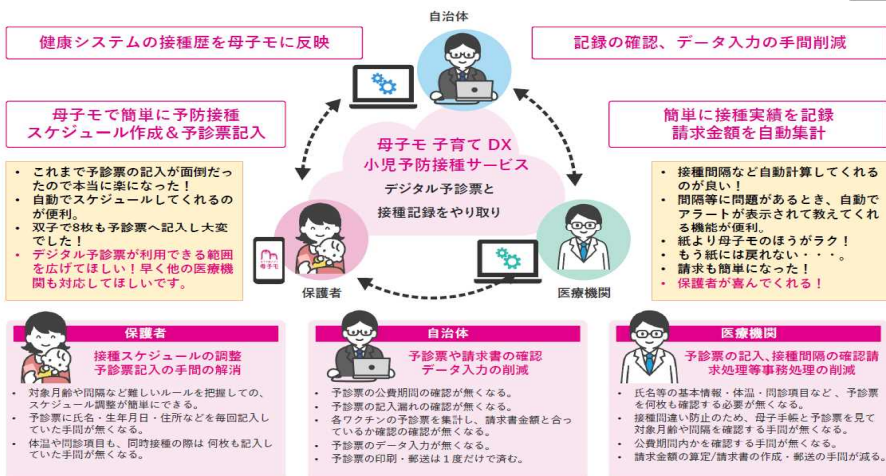 自治体
健康システムの接種歴を母子モに反映
記録の確認、データ入力の手間削減
母子モで簡単に予防接種
スケジュール作成＆予診票記入
簡単に接種実績を記録
請求金額を自動集計
母子モ 子育て DX
小児予防接種サービス
デジタル予診票と
接種記録をやり取り
• これまで予診票の記入が面倒だっ
たので本当に楽になった！
• 自動でスケジュールしてくれるの
が便利。
• 双子で8枚も予診票へ記入し大変
でした！
• デジタル予診票が利用できる範囲
を広げてほしい！早く他の医療機
関も対応してほしいです。
• 接種間隔など自動計算してくれる
のが良い！
• 間隔等に問題があるとき、自動で
アラートが表示されて教えてくれ
る機能が便利。
• 紙より母子モのほうがラク！
• もう紙には戻れない・・・。
• 請求も簡単になった！
• 保護者が喜んでくれる！
母子モ
保護者
医療機関
保護者
接種スケジュールの調整
予診票記入の手間の解消
• 対象月齢や間隔など難しいルールを把握しての、
スケジュール調整が簡単にできる。
• 予診票に氏名・生年月日・住所などを毎回記入し
ていた手間が無くなる。
• 体温や問診項目も、同時接種の際は 何枚も記入し
ていた手間が無くなる。
自治体
予診票や請求書の確認
データ入力の削減
• 予診票の公費期間の確認が無くなる。
• 予診票の記入漏れの確認が無くなる。
• 各ワクチンの予診票を集計し、請求書金額と合っ
ているか確認の確認が無くなる。
• 予診票のデータ入力が無くなる。
• 予診票の印刷・郵送は１度だけで済む。
医療機関
予診票の記入、接種間隔の確認請
求処理等事務処理の削減
• 氏名等の基本情報・体温・問診項目など 、予診票
を何枚も確認する必要が無くなる。
• 接種間違い防止のため、母子手帳と予診票を見て
対象月齢や間隔を確認する手間が無くなる。
• 公費期間内かを確認する手間が無くなる。
• 請求金額の算定/請求書の作成・郵送の手間が減る。